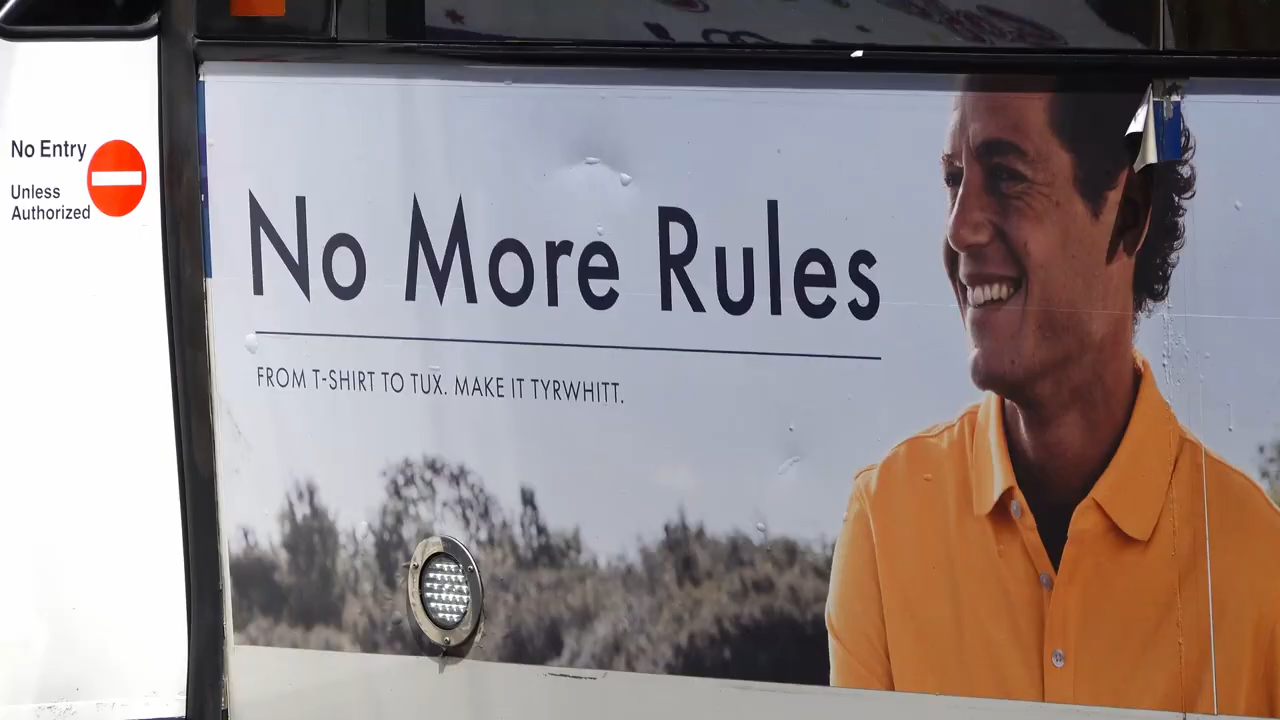 No Entry
Unless
Authorized
No More Rules
FROM T-SHIRT TO TUX. MAKE IT TYRWHITT.